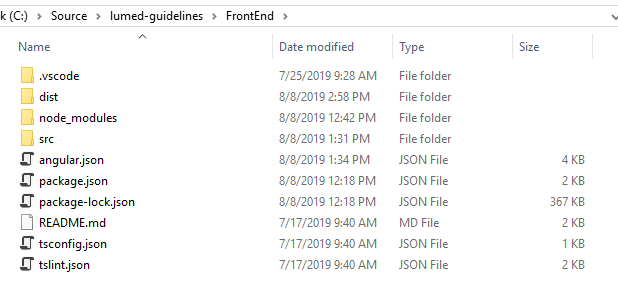 k (C:) > Source > lumed-guidelines > FrontEnd >
Name Date modified Type Size
.vscode 7/25/2019 9:28 AM File folder
dist 8/8/2019 2:58 PM File folder
node_modules 8/8/2019 12:42 PM File folder
src 8/8/2019 1:31 PM File folder
angular.json 8/8/2019 1:34 PM JSON File 4 KB
package.json 8/8/2019 12:18 PM JSON File 2 KB
package-lock.json 8/8/2019 12:18 PM JSON File 367 KB
README.md 7/17/2019 9:40 AM MD File 2 KB
tsconfig.json 7/17/2019 9:40 AM JSON File 1 KB
tslint.json 7/17/2019 9:40 AM JSON File 2 KB